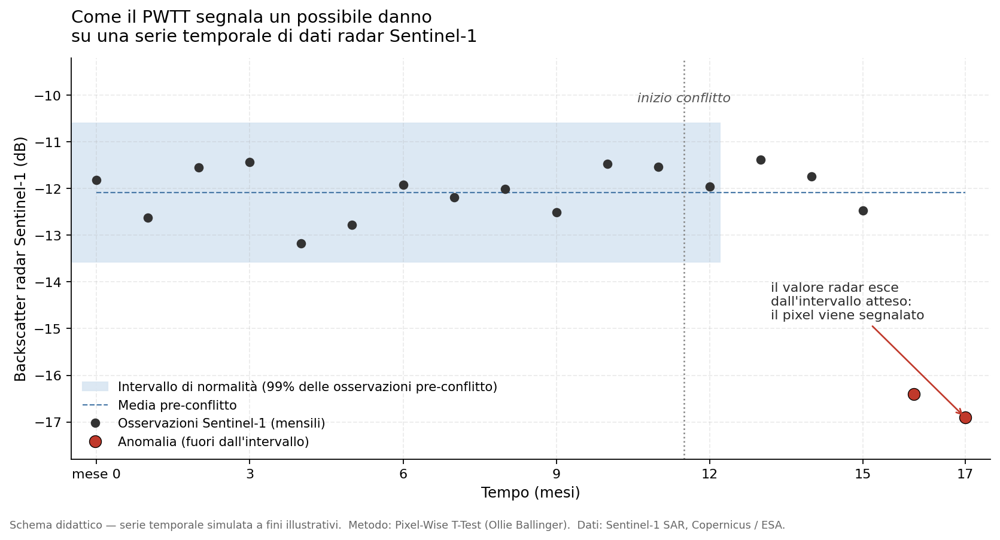 Come il PWTT segnala un possibile danno
su una serie temporale di dati radar Sentinel-1
Backscatter radar Sentinel-1 (dB)
−10
−11
−12
−13
−14
−15
−16
−17
inizio conflitto
il valore radar esce
dall'intervallo atteso:
il pixel viene segnalato
Intervallo di normalità (99% delle osservazioni pre-conflitto)
Media pre-conflitto
Osservazioni Sentinel-1 (mensili)
Anomalia (fuori dall'intervallo)
mese 0 3 6 9 12 15 17
Tempo (mesi)
Schema didattico — serie temporale simulata a fini illustrativi. Metodo: Pixel-Wise T-Test (Ollie Ballinger). Dati: Sentinel-1 SAR, Copernicus / ESA.